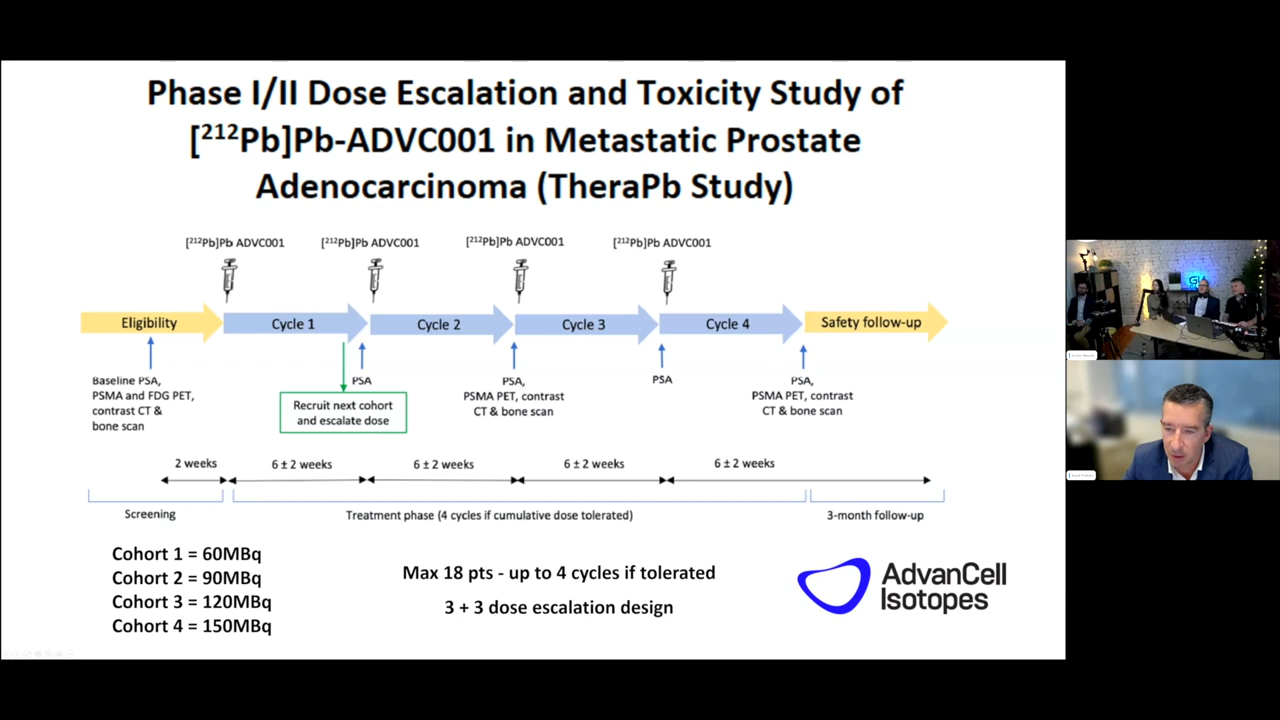 Phase I/II Dose Escalation and Toxicity Study of
[²¹²Pb]Pb-ADVC001 in Metastatic Prostate
Adenocarcinoma (TheraPb Study)
[²¹²Pb]Pb ADVC001
[²¹²Pb]Pb ADVC001
[²¹²Pb]Pb ADVC001
[²¹²Pb]Pb ADVC001
Eligibility
Cycle 1
Cycle 2
Cycle 3
Cycle 4
Safety follow-up
Baseline PSA,
PSMA and FDG PET,
contrast CT &
bone scan
PSA
Recruit next cohort
and escalate dose
PSA,
PSMA PET, contrast
CT & bone scan
PSA
PSA,
PSMA PET, contrast
CT & bone scan
2 weeks
6 ± 2 weeks
6 ± 2 weeks
6 ± 2 weeks
6 ± 2 weeks
Screening
Treatment phase (4 cycles if cumulative dose tolerated)
3-month follow-up
Cohort 1 = 60MBq
Cohort 2 = 90MBq
Cohort 3 = 120MBq
Cohort 4 = 150MBq
Max 18 pts - up to 4 cycles if tolerated
3 + 3 dose escalation design
AdvanCell
Isotopes